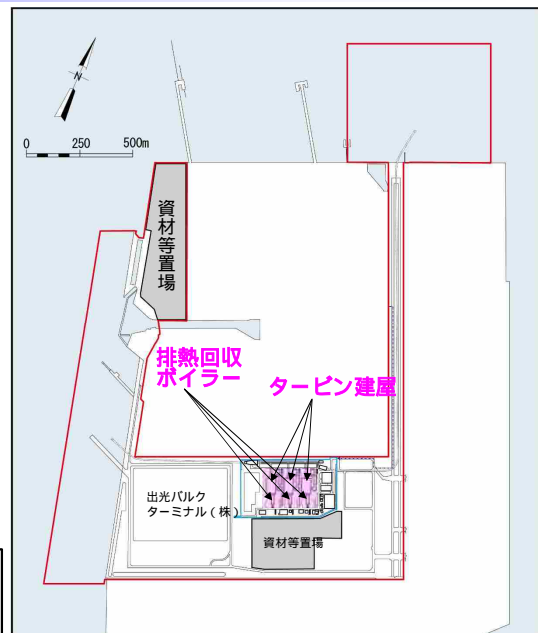 N
0 250 500m
資材等置場
排熱回収
ボイラー
タービン建屋
出光バルク
ターミナル（株）
資材等置場